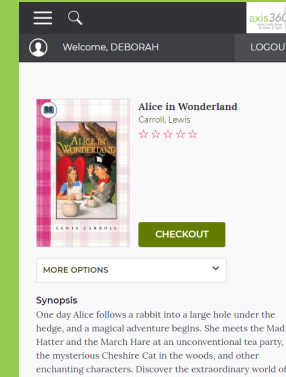 axis360
Welcome, DEBORAH
LOGOUT
Alice in Wonderland
Carroll, Lewis
ALICE IN
WONDERLAND
LEWIS CARROLL
CHECKOUT
MORE OPTIONS
Synopsis
One day Alice follows a rabbit into a large hole under the
hedge, and a magical adventure begins. She meets the Mad
Hatter and the March Hare at an unconventional tea party,
the mysterious Cheshire Cat in the woods, and other
enchanting characters. Discover the extraordinary world of